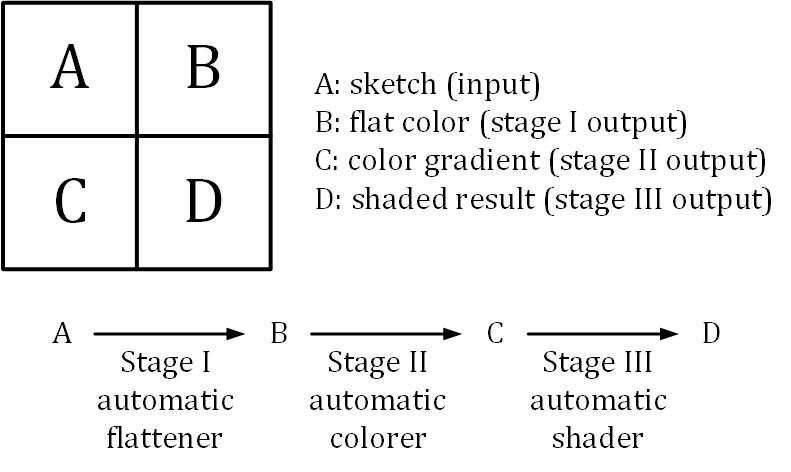 A B
C D
A: sketch (input)
B: flat color (stage I output)
C: color gradient (stage II output)
D: shaded result (stage III output)
A B C D
Stage I Stage II Stage III
automatic automatic automatic
flattener colorer shader